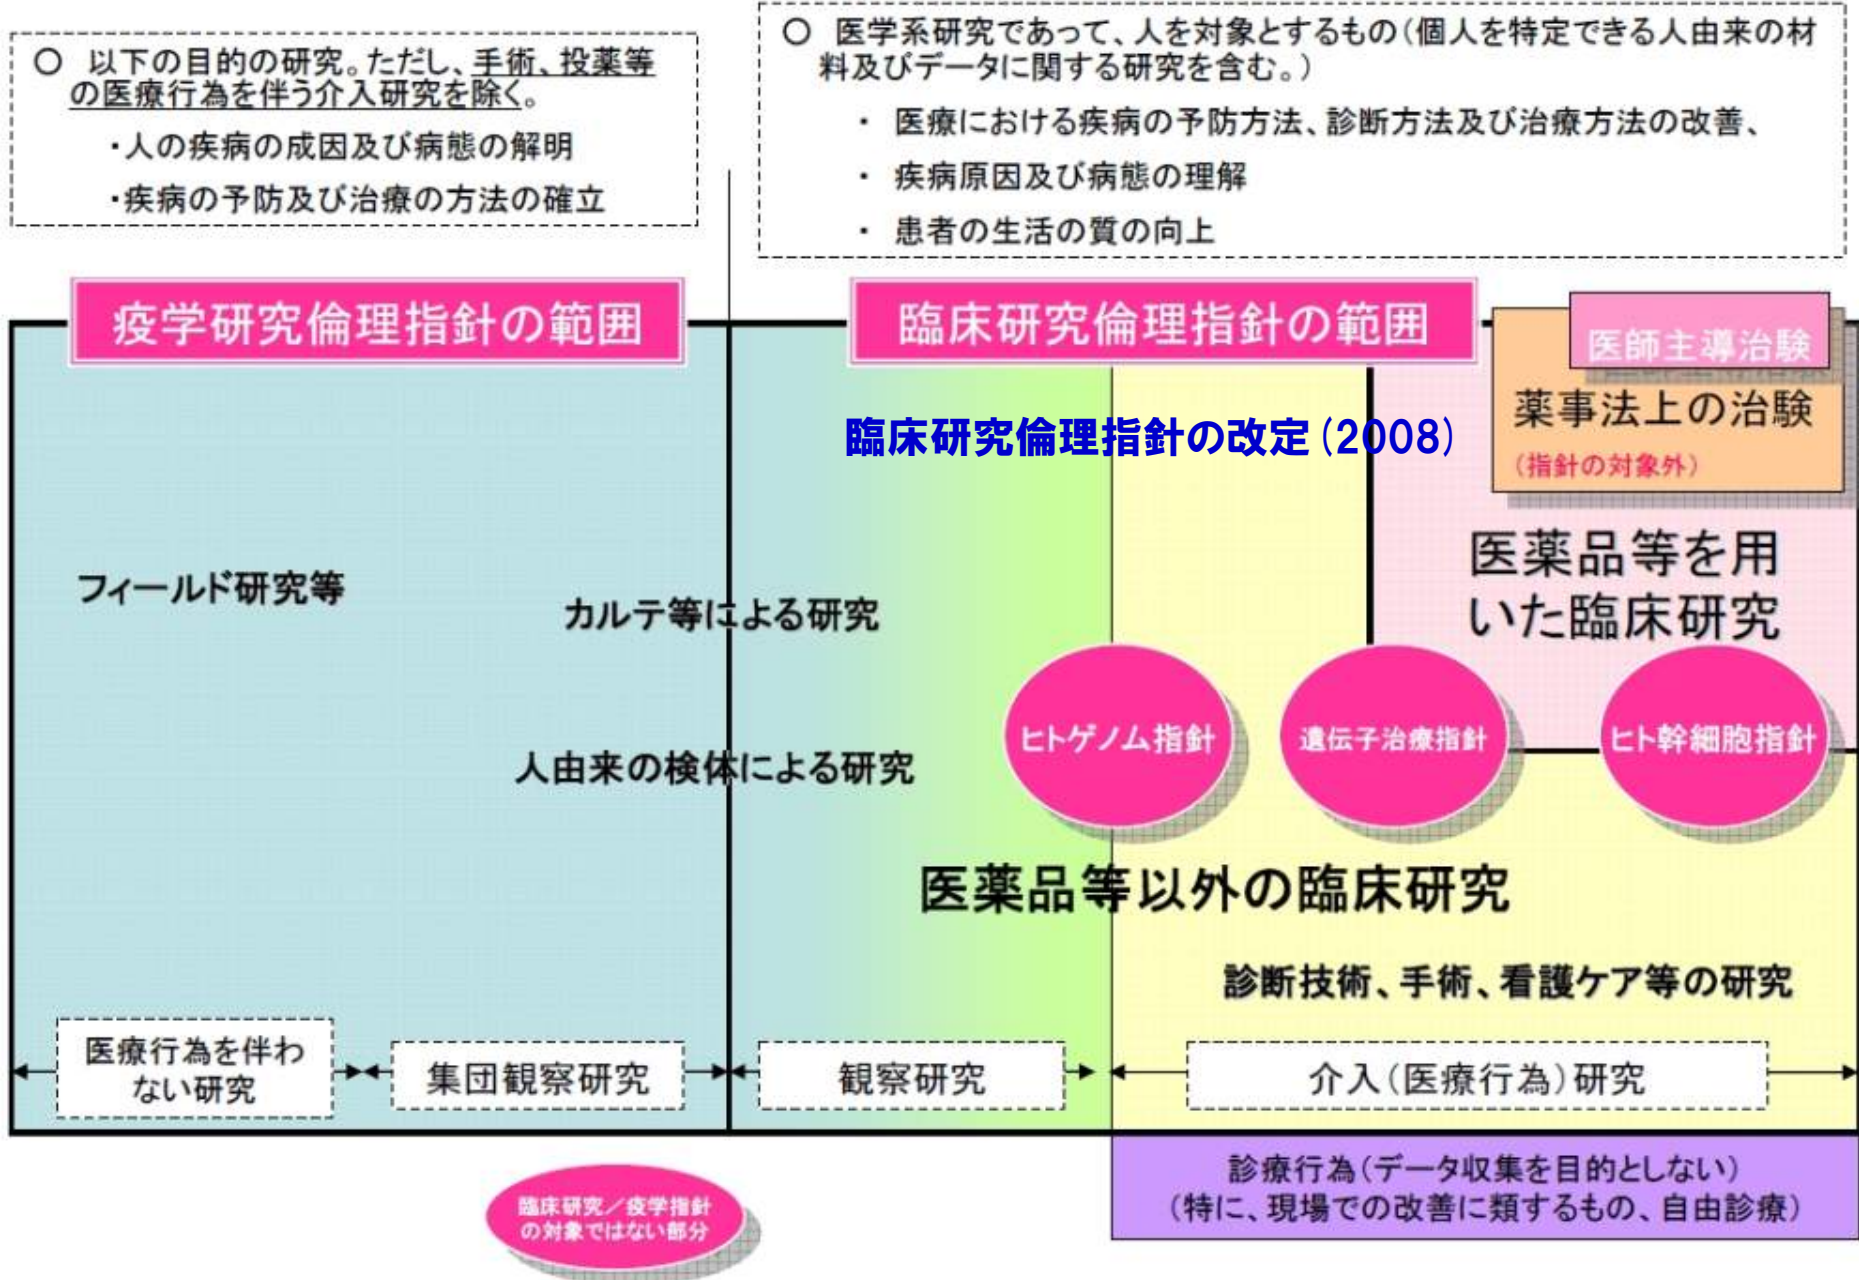 〇 以下の目的の研究。ただし、手術、投薬等
の医療行為を伴う介入研究を除く。
・人の疾病の成因及び病態の解明
・疾病の予防及び治療の方法の確立
〇 医学系研究であって、人を対象とするもの(個人を特定できる人由来の材
料及びデータに関する研究を含む。)
・ 医療における疾病の予防方法、診断方法及び治療方法の改善、
・ 疾病原因及び病態の理解
・ 患者の生活の質の向上
疫学研究倫理指針の範囲
臨床研究倫理指針の範囲
医師主導治験
薬事法上の治験
(指針の対象外)
臨床研究倫理指針の改定(2008)
医薬品等を用
いた臨床研究
フィールド研究等
カルテ等による研究
人由来の検体による研究
ヒトゲノム指針
遺伝子治療指針
ヒト幹細胞指針
医薬品等以外の臨床研究
診断技術、手術、看護ケア等の研究
医療行為を伴わ
ない研究
集団観察研究
観察研究
介入(医療行為)研究
臨床研究/疫学指針
の対象ではない部分
診療行為(データ収集を目的としない)
(特に、現場での改善に類するもの、自由診療)